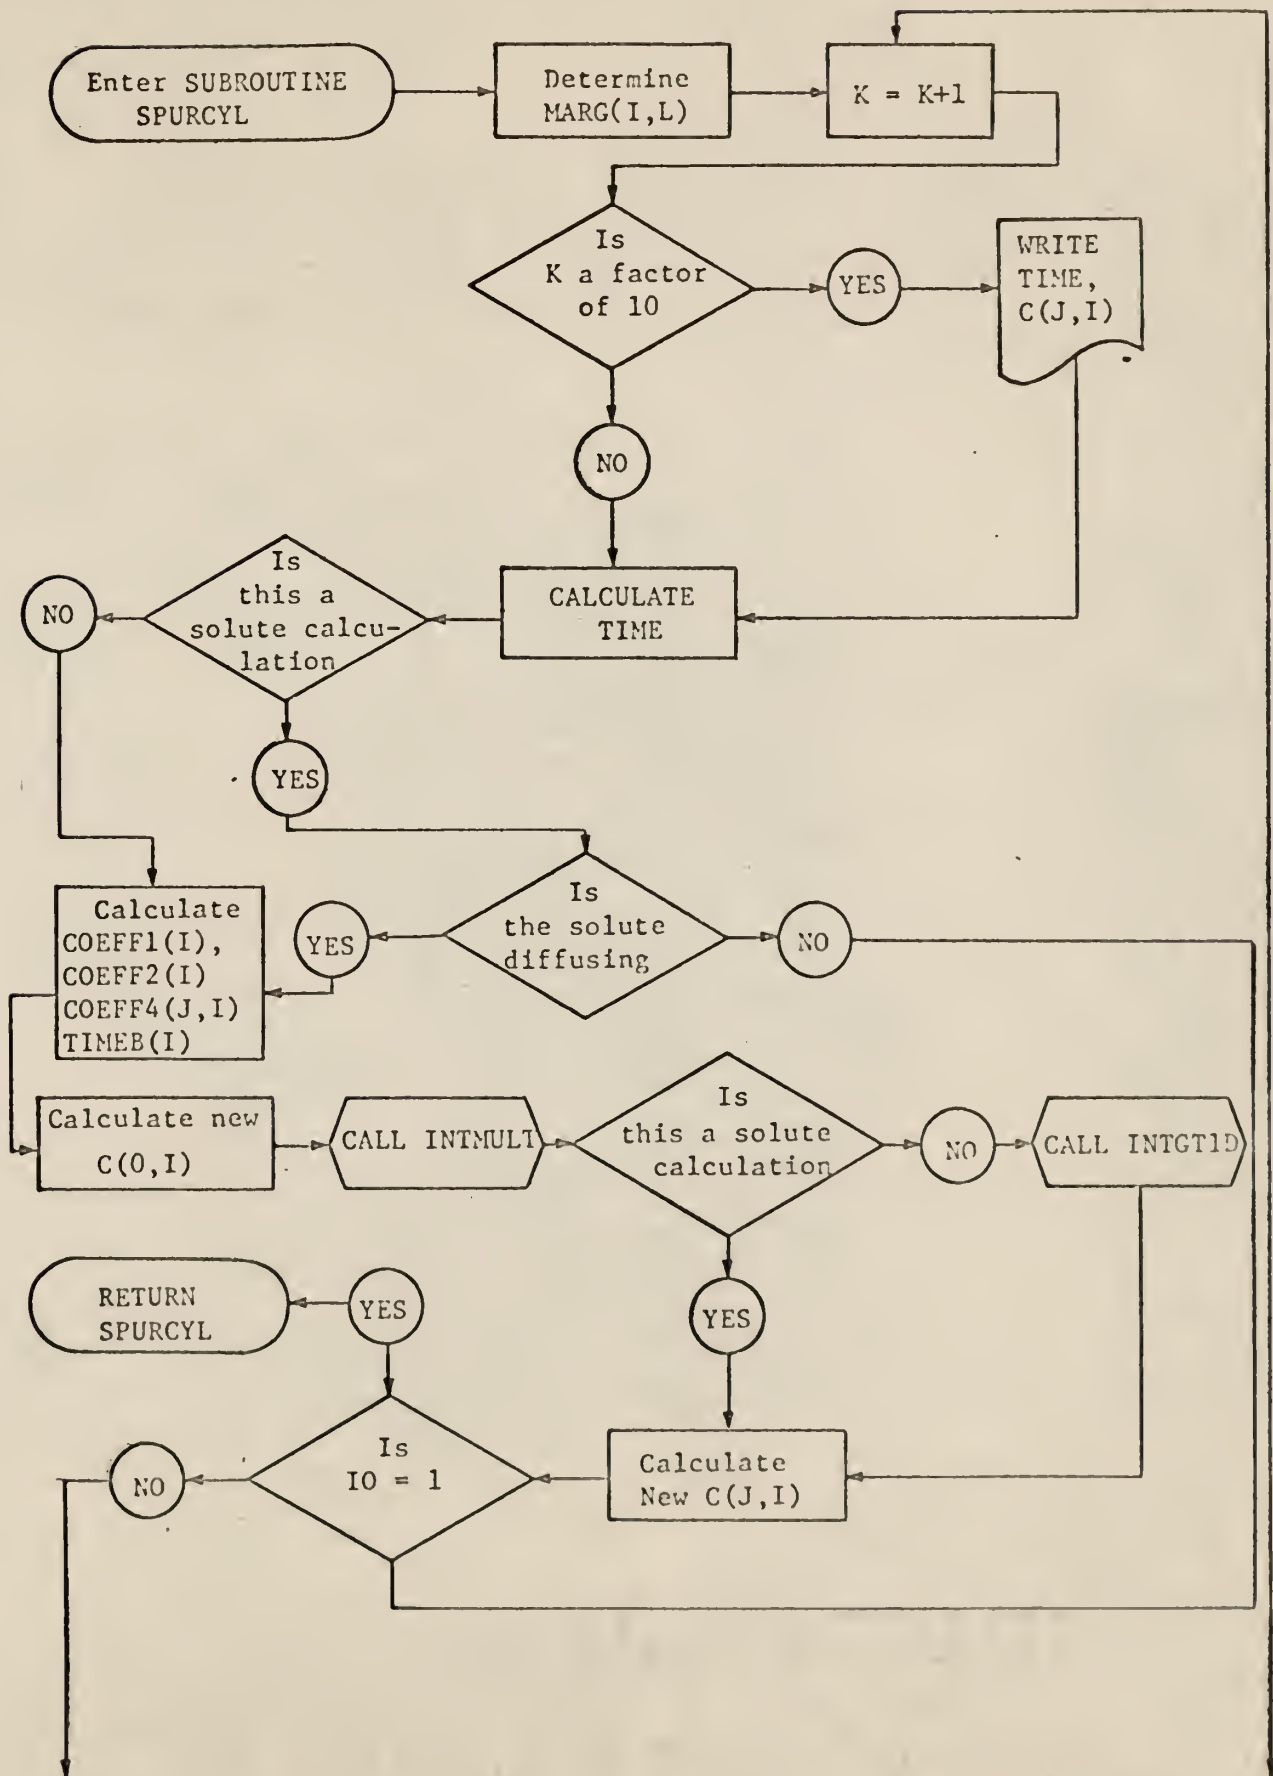 Enter SUBROUTINE
SPURCYL
Determine
MARG(I,L)
K = K+1
Is
K a factor
of 10
YES
WRITE
TIME,
C(J,I)
NO
CALCULATE
TIME
Is
this a
solute calcu-
lation
NO
YES
Is
the solute
diffusing
YES
NO
Calculate
COEFF1(I),
COEFF2(I)
COEFF4(J,I)
TIMEB(I)
Calculate new
C(0,I)
CALL INTMULT
Is
this a solute
calculation
NO
CALL INTGT1D
YES
RETURN
SPURCYL
YES
Is
IO = 1
NO
Calculate
New C(J,I)